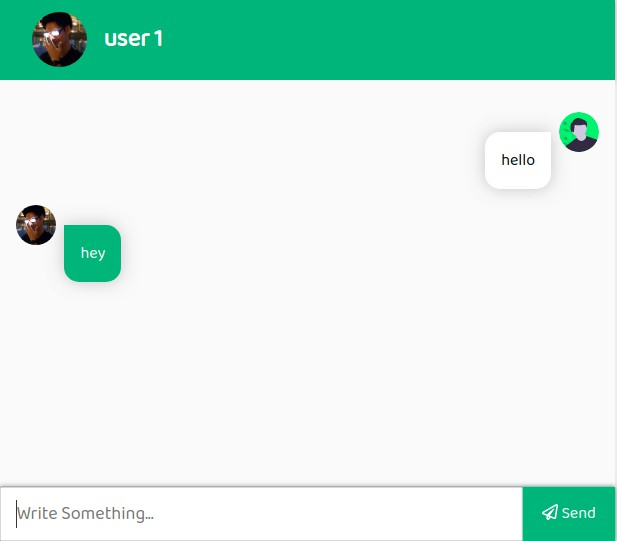 user 1
hello
hey
Write Something...
Send